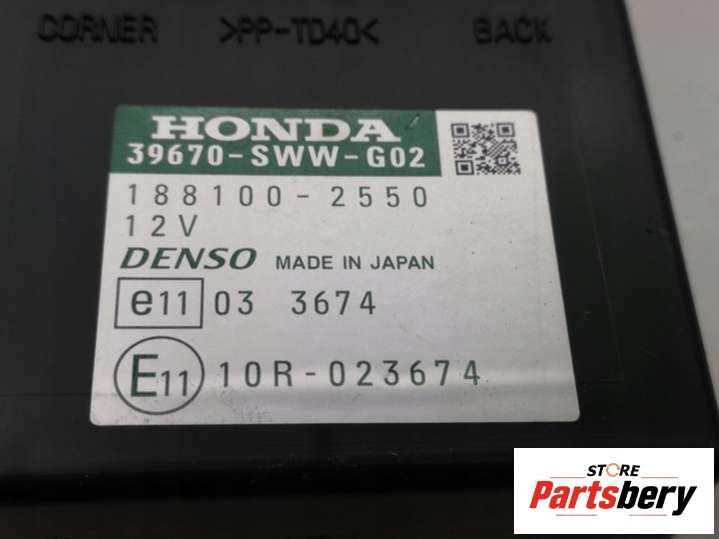 CORNER >PP-TD40< BACK
HONDA
39670-SWW-G02
188100-2550
12V
DENSO MADE IN JAPAN
e11 03 3674
E11 10R-023674
STORE
Partsbery